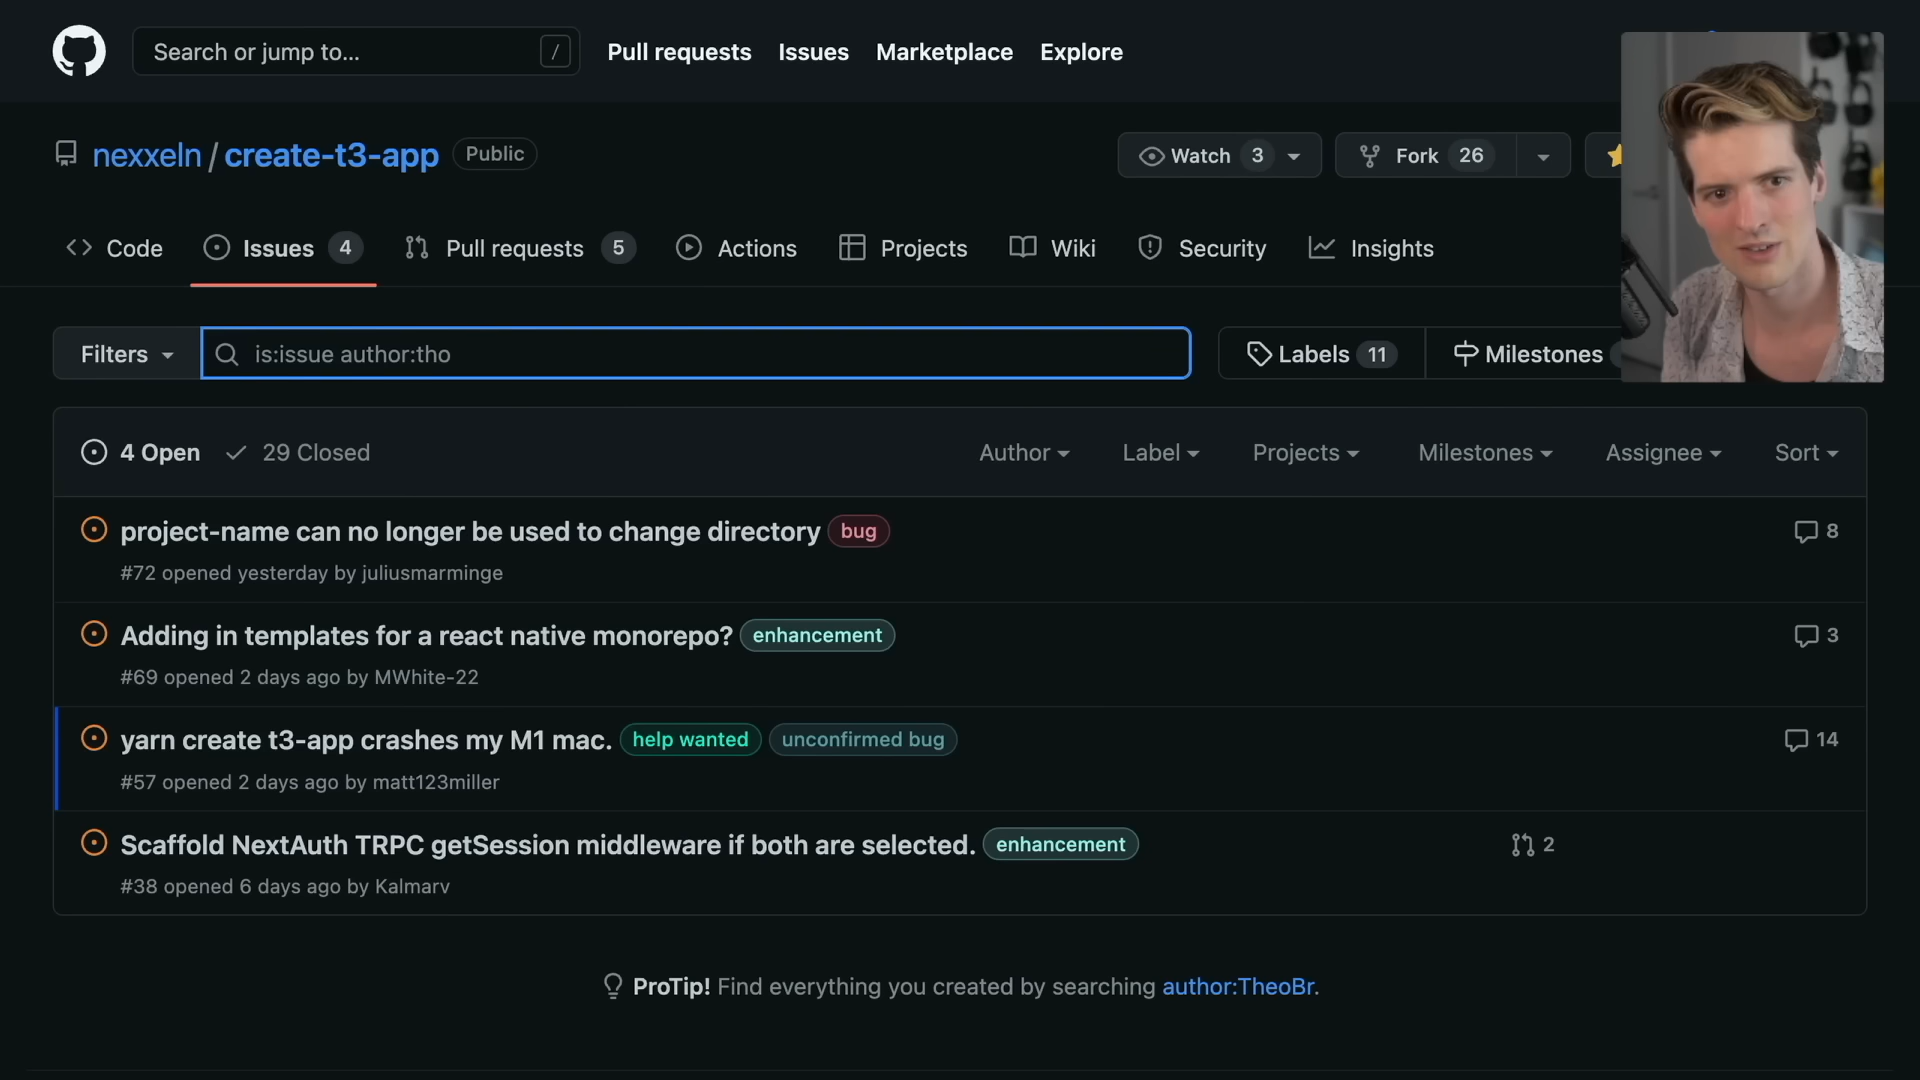 Search or jump to... /
Pull requests Issues Marketplace Explore
nexxeln / create-t3-app Public
Watch 3 Fork 26
Code Issues 4 Pull requests 5 Actions Projects Wiki Security Insights
Filters is:issue author:tho Labels 11 Milestones
4 Open 29 Closed Author Label Projects Milestones Assignee Sort
project-name can no longer be used to change directory bug 8
#72 opened yesterday by juliusmarminge
Adding in templates for a react native monorepo? enhancement 3
#69 opened 2 days ago by MWhite-22
yarn create t3-app crashes my M1 mac. help wanted unconfirmed bug 14
#57 opened 2 days ago by matt123miller
Scaffold NextAuth TRPC getSession middleware if both are selected. enhancement 2
#38 opened 6 days ago by Kalmarv
ProTip! Find everything you created by searching author:TheoBr.